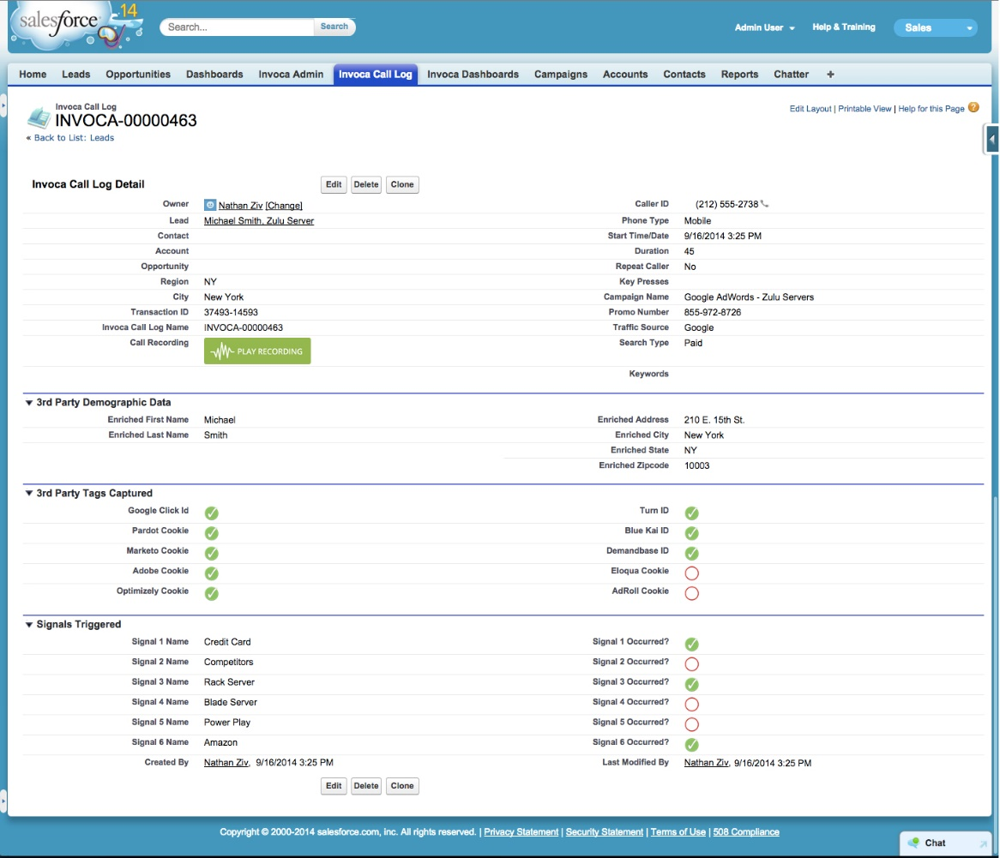 salesforce 14
Search... Search Admin User Help & Training Sales
Home Leads Opportunities Dashboards Invoca Admin Invoca Call Log Invoca Dashboards Campaigns Accounts Contacts Reports Chatter +
Invoca Call Log
INVOCA-00000463
Edit Layout | Printable View | Help for this Page ?
« Back to List: Leads
Invoca Call Log Detail Edit Delete Clone
Owner Nathan Ziv [Change] Caller ID (212) 555-2738
Lead Michael Smith, Zulu Server Phone Type Mobile
Contact Start Time/Date 9/16/2014 3:25 PM
Account Duration 45
Opportunity Repeat Caller No
Region NY Key Presses
City New York Campaign Name Google AdWords - Zulu Servers
Transaction ID 37493-14593 Promo Number 855-972-8726
Invoca Call Log Name INVOCA-00000463 Traffic Source Google
Call Recording PLAY RECORDING Search Type Paid
Keywords
3rd Party Demographic Data
Enriched First Name Michael Enriched Address 210 E. 15th St.
Enriched Last Name Smith Enriched City New York
Enriched State NY
Enriched Zipcode 10003
3rd Party Tags Captured
Google Click Id Turn ID
Pardot Cookie Blue Kai ID
Marketo Cookie Demandbase ID
Adobe Cookie Eloqua Cookie
Optimizely Cookie AdRoll Cookie
Signals Triggered
Signal 1 Name Credit Card Signal 1 Occurred?
Signal 2 Name Competitors Signal 2 Occurred?
Signal 3 Name Rack Server Signal 3 Occurred?
Signal 4 Name Blade Server Signal 4 Occurred?
Signal 5 Name Power Play Signal 5 Occurred?
Signal 6 Name Amazon Signal 6 Occurred?
Created By Nathan Ziv, 9/16/2014 3:25 PM Last Modified By Nathan Ziv, 9/16/2014 3:25 PM
Edit Delete Clone
Copyright © 2000-2014 salesforce.com, inc. All rights reserved. | Privacy Statement | Security Statement | Terms of Use | 508 Compliance
Chat